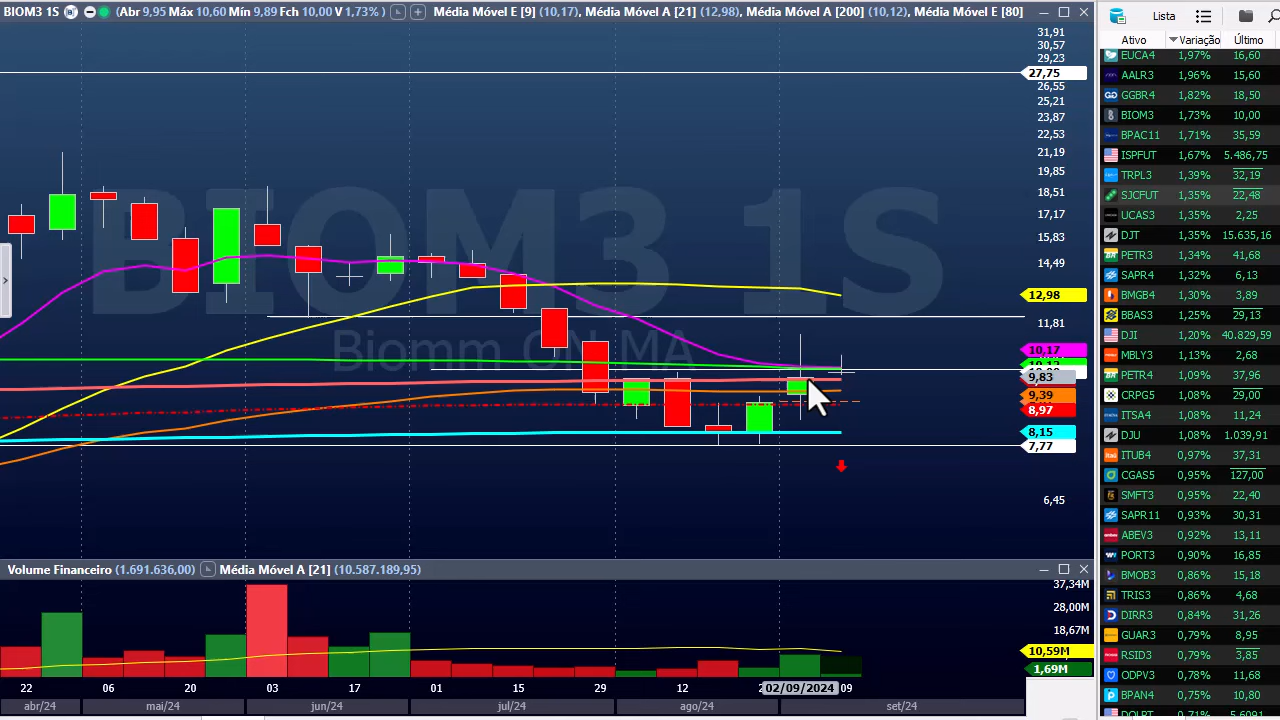 BIOM3 1S (Abr 9,95 Máx 10,60 Mín 9,89 Fch 10,00 V 1,73% ) Média Móvel E [9] (10,17), Média Móvel A [21] (12,98), Média Móvel A [200] (10,12), Média Móvel E [80]
31,91
30,57
29,23
27,75
26,55
25,21
23,87
22,53
21,19
19,85
18,51
17,17
15,83
14,49
12,98
11,81
10,17
9,83
9,39
8,97
8,15
7,77
6,45
BIOM3 1S
Biomm ON MA
Volume Financeiro (1.691.636,00) Média Móvel A [21] (10.587.189,95)
37,34M
28,00M
18,67M
10,59M
1,69M
22 06 20 03 17 01 15 29 12 09
abr/24 mai/24 jun/24 jul/24 ago/24 set/24
Lista
Ativo Variação Último
EUCA4 1,97% 16,60
AALR3 1,96% 15,60
GGBR4 1,82% 18,50
BIOM3 1,73% 10,00
BPAC11 1,71% 35,59
ISPFUT 1,67% 5.486,75
TRPL3 1,39% 32,19
SJCFUT 1,35% 22,48
UCAS3 1,35% 2,25
DJT 1,35% 15.635,16
PETR3 1,34% 41,68
SAPR4 1,32% 6,13
BMGB4 1,30% 3,89
BBAS3 1,25% 29,13
DJI 1,20% 40.829,58
MBLY3 1,13% 2,68
PETR4 1,09% 37,96
CRPG5 1,08% 29,00
ITSA4 1,08% 11,24
DJU 1,08% 1.039,91
ITUB4 0,97% 37,31
CGAS5 0,95% 127,00
SMFT3 0,95% 22,40
SAPR11 0,93% 30,31
ABEV3 0,92% 13,11
PORT3 0,90% 16,85
BMOB3 0,86% 15,18
TRIS3 0,86% 4,68
DIRR3 0,84% 31,26
GUAR3 0,79% 8,95
RSID3 0,79% 3,85
ODPV3 0,78% 11,68
BPAN4 0,75% 10,80